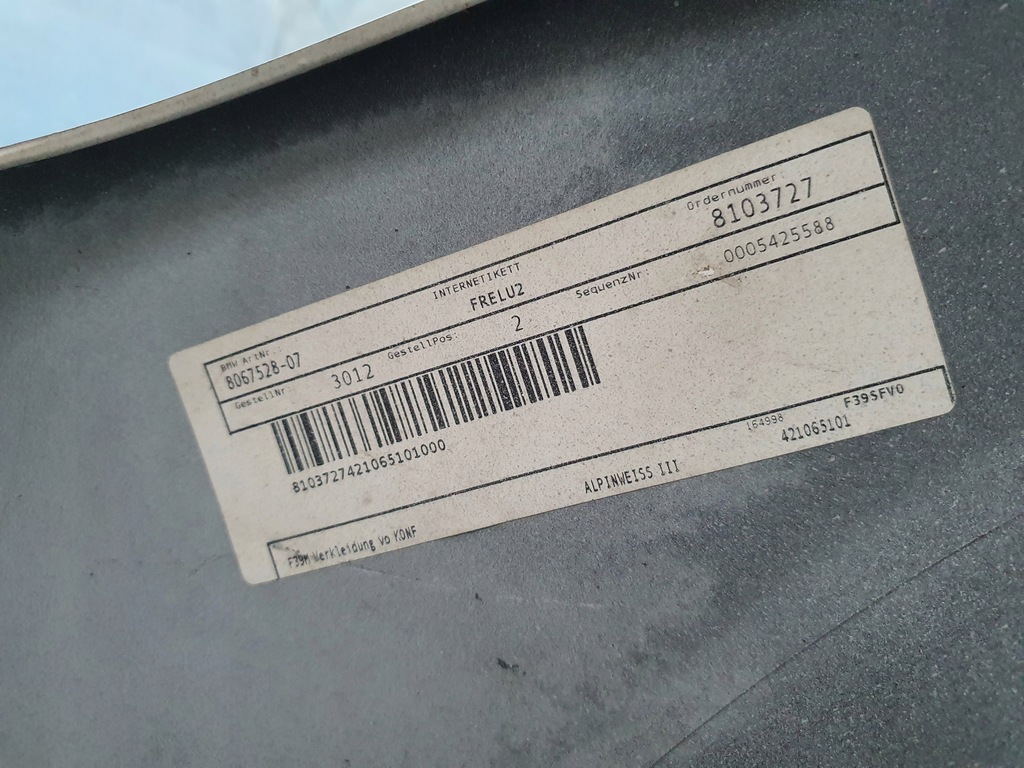 INTERNETIKETT
Ordernummer:
BMW ArtNr.:
8067528-07
FRELU2
8103727
GestellNr
3012
GestellPos:
2
SequenzNr:
0005425588
8103727421065101000
164998
F39SFVO
F39M Verkleidung vo KONF
ALPINWEISS III
421065101